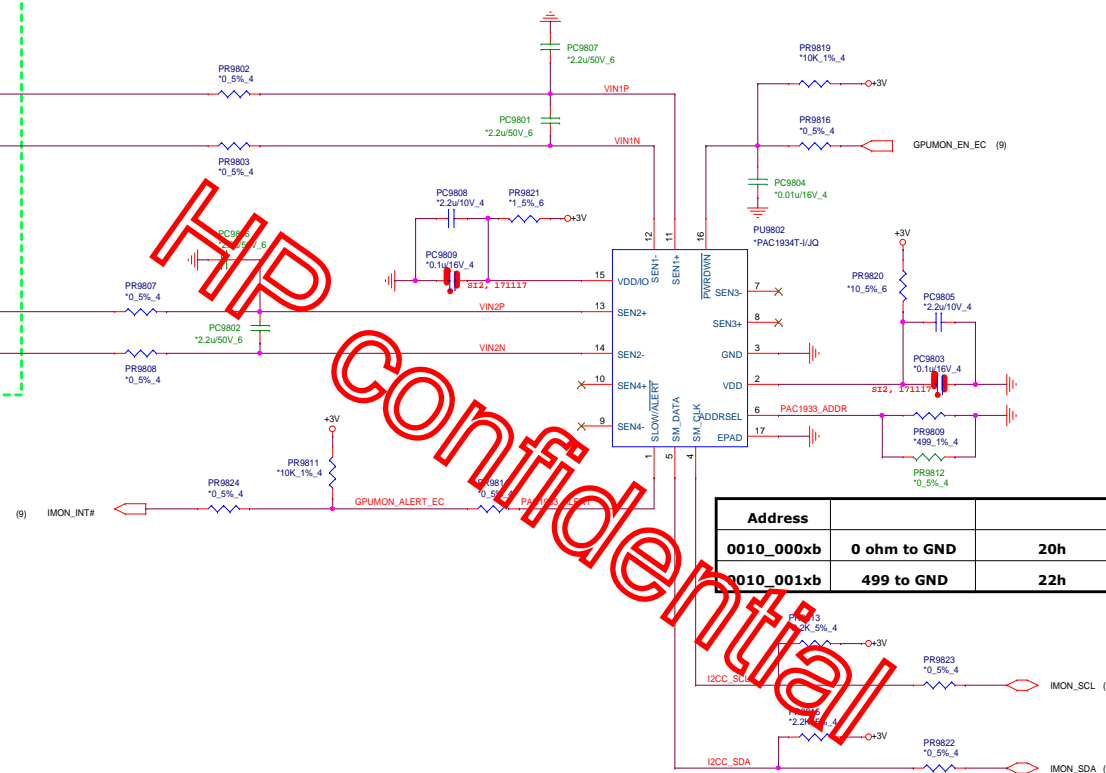 PC9807
*2.2u/50V_6
PR9819
*10K_1%_4
+3V
PR9802
*0_5%_4
VIN1P
PC9801
*2.2u/50V_6
PR9816
*0_5%_4
VIN1N
GPUMON_EN_EC (9)
PR9803
*0_5%_4
PC9804
*0.01u/16V_4
PC9808
*2.2u/10V_4
PR9821
*1_5%_6
+3V
HP confidential
12
11
16
PU9802
*PAC1934T-I/JQ
+3V
PC9809
*0.1u/16V_4
SI2, 171117
15
VDD/IO
SEN1-
SEN1+
PWRDWN
SEN3-
7
PR9820
*10_5%_6
PR9807
*0_5%_4
PC9805
*2.2u/10V_4
VIN2P
13
SEN2+
SEN3+
8
PC9802
*2.2u/50V_6
VIN2N
14
SEN2-
GND
3
PC9803
*0.1u/16V_4
PR9808
*0_5%_4
10
SEN4+
VDD
2
SI2, 171117
+3V
9
SEN4-
SLOW/ALERT
SM_DATA
SM_CLK
ADDRSEL
6
PAC1933_ADDR
EPAD
17
PR9809
*499_1%_4
1
5
4
PR9811
*10K_1%_4
PR9812
*0_5%_4
PR9824
*0_5%_4
GPUMON_ALERT_EC
(9) IMON_INT#
Address
0010_000xb 0 ohm to GND 20h
0010_001xb 499 to GND 22h
+3V
I2CC_SCL
PR9823
*0_5%_4
IMON_SCL (
+3V
I2CC_SDA
PR9822
*0_5%_4
IMON_SDA (